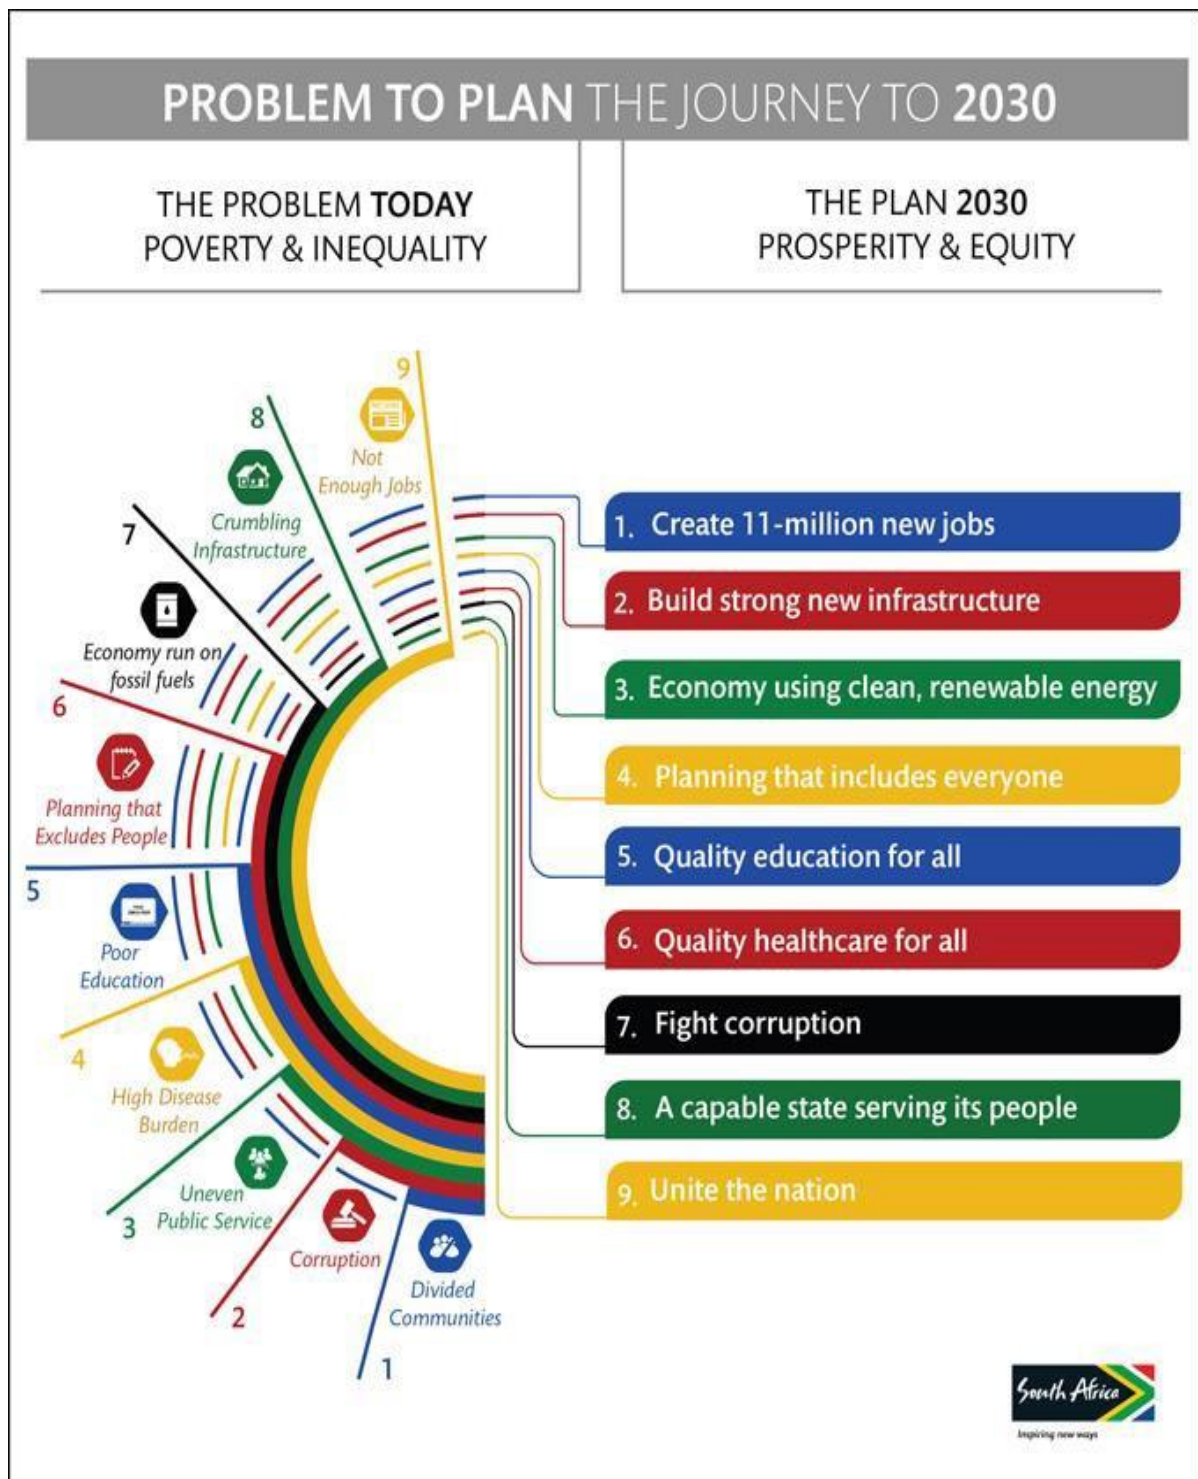 PROBLEM TO PLAN THE JOURNEY TO 2030
THE PROBLEM TODAY
POVERTY & INEQUALITY
THE PLAN 2030
PROSPERITY & EQUITY
9
Not
Enough Jobs
8
Crumbling
Infrastructure
7
Economy run on
fossil fuels
6
Planning that
Excludes People
5
Poor
Education
4
High Disease
Burden
3
Uneven
Public Service
2
Corruption
1
Divided
Communities
1. Create 11-million new jobs
2. Build strong new infrastructure
3. Economy using clean, renewable energy
4. Planning that includes everyone
5. Quality education for all
6. Quality healthcare for all
7. Fight corruption
8. A capable state serving its people
9. Unite the nation
South Africa
Inspiring new ways